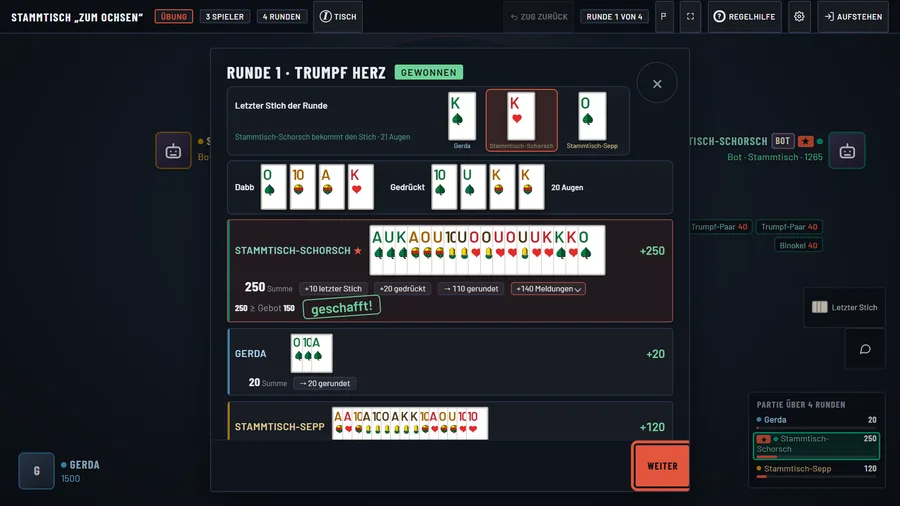 STAMMTISCH „ZUM OCHSEN“ ÜBUNG 3 SPIELER 4 RUNDEN TISCH ZUG ZURÜCK RUNDE 1 VON 4 REGELHILFE AUFSTEHEN
RUNDE 1 · TRUMPF HERZ GEWONNEN
Letzter Stich der Runde
Stammtisch-Schorsch bekommt den Stich · 21 Augen
K K O
Gerda Stammtisch-Schorsch Stammtisch-Sepp
TISCH-SCHORSCH BOT
Bot · Stammtisch · 1265
S
Bo
Dabb O 10 A K Gedrückt 10 U K K 20 Augen
Trumpf-Paar 40 Trumpf-Paar 40
Binokel 40
STAMMTISCH-SCHORSCH AUKAOU10UOOUOUUKKKO +250
250 Summe +10 letzter Stich +20 gedrückt → 110 gerundet +140 Meldungen
250 ≥ Gebot 150 geschafft!
Letzter Stich
GERDA O10A +20
20 Summe → 20 gerundet
STAMMTISCH-SEPP +120
PARTIE ÜBER 4 RUNDEN
Gerda 20
Stammtisch-Schorsch 250
Stammtisch-Sepp 120
WEITER
G GERDA
1500